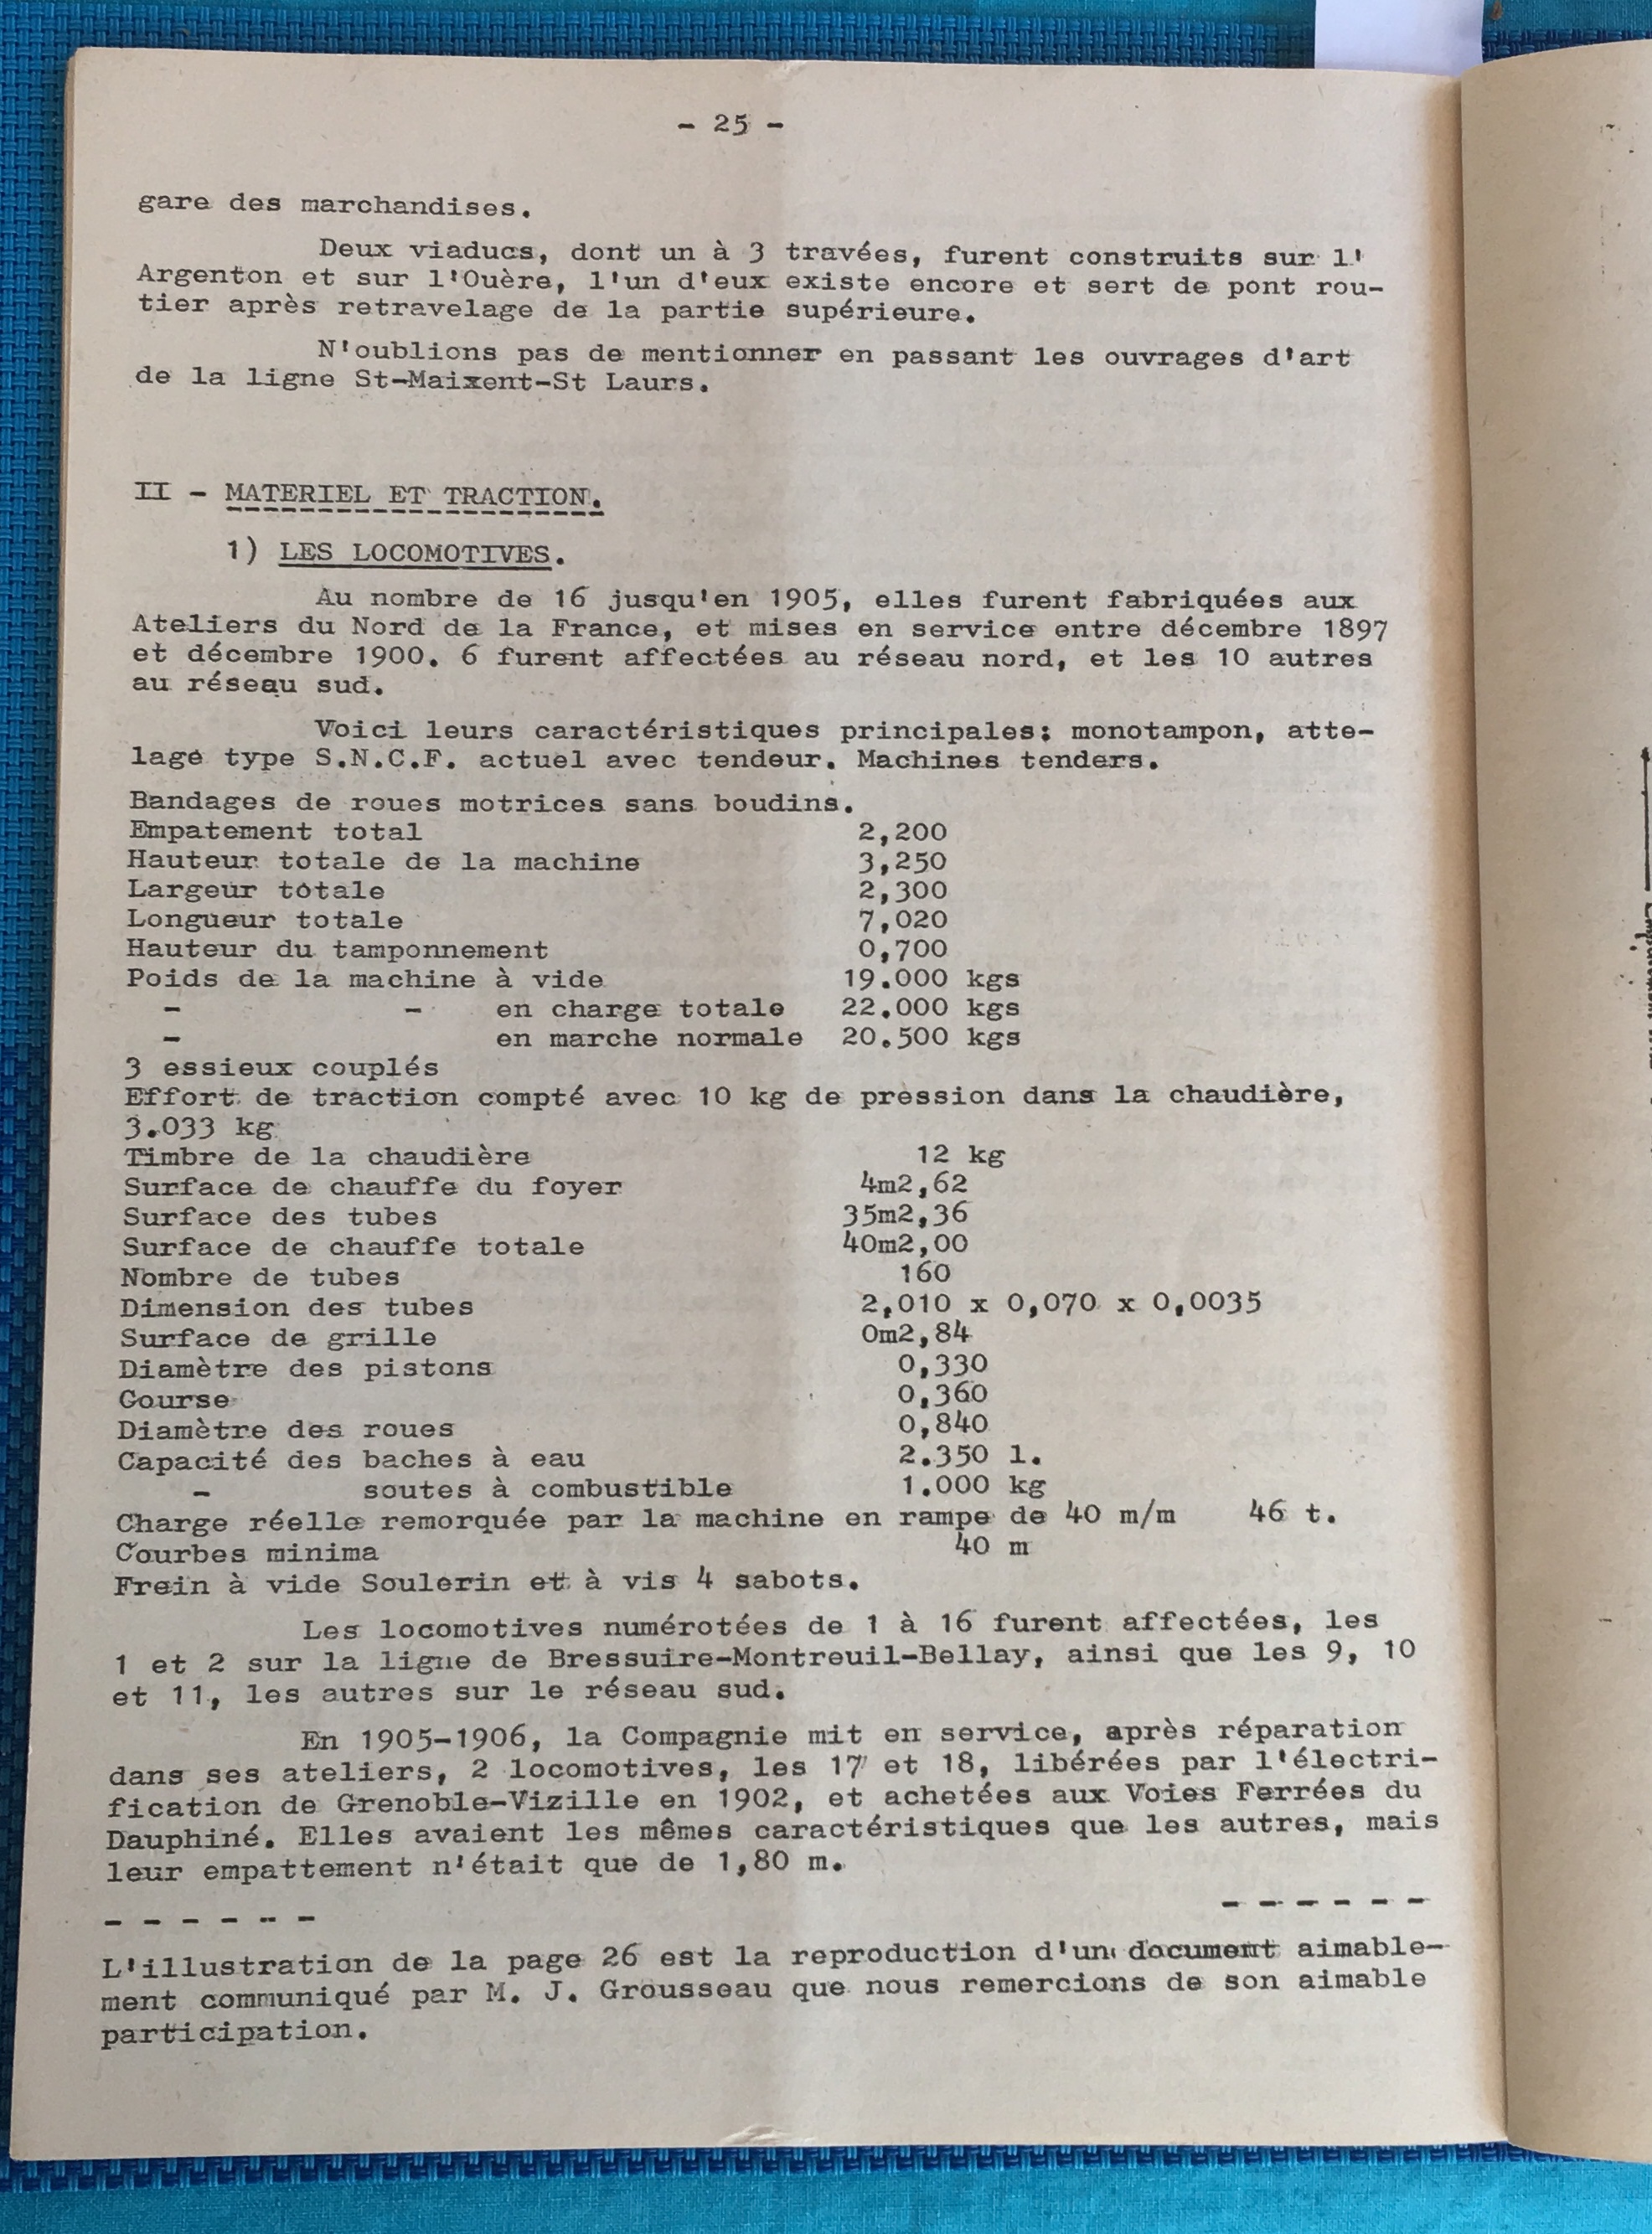 - 25 -
gare des marchandises.
Deux viaducs, dont un à 3 travées, furent construits sur l'
Argenton et sur l'Ouère, l'un d'eux existe encore et sert de pont rou-
tier après retravelage de la partie supérieure.
N'oublions pas de mentionner en passant les ouvrages d'art
de la ligne St-Maixent-St Laurs.
II - MATERIEL ET TRACTION.
1) LES LOCOMOTIVES.
Au nombre de 16 jusqu'en 1905, elles furent fabriquées aux
Ateliers du Nord de la France, et mises en service entre décembre 1897
et décembre 1900. 6 furent affectées au réseau nord, et les 10 autres
au réseau sud.
Voici leurs caractéristiques principales: monotampon, atte-
lage type S.N.C.F. actuel avec tendeur. Machines tenders.
Bandages de roues motrices sans boudins.
Empatement total 2,200
Hauteur totale de la machine 3,250
Largeur totale 2,300
Longueur totale 7,020
Hauteur du tamponnement 0,700
Poids de la machine à vide 19.000 kgs
- - en charge totale 22.000 kgs
- en marche normale 20.500 kgs
3 essieux couplés
Effort de traction compté avec 10 kg de pression dans la chaudière,
3.033 kg
Timbre de la chaudière 12 kg
Surface de chauffe du foyer 4m2,62
Surface des tubes 35m2,36
Surface de chauffe totale 40m2,00
Nombre de tubes 160
Dimension des tubes 2,010 x 0,070 x 0,0035
Surface de grille 0m2,84
Diamètre des pistons 0,330
Course 0,360
Diamètre des roues 0,840
Capacité des baches à eau 2.350 l.
- soutes à combustible 1.000 kg
Charge réelle remorquée par la machine en rampe de 40 m/m 46 t.
Courbes minima 40 m
Frein à vide Soulerin et à vis 4 sabots.
Les locomotives numérotées de 1 à 16 furent affectées, les
1 et 2 sur la ligne de Bressuire-Montreuil-Bellay, ainsi que les 9, 10
et 11, les autres sur le réseau sud.
En 1905-1906, la Compagnie mit en service, après réparation
dans ses ateliers, 2 locomotives, les 17 et 18, libérées par l'électri-
fication de Grenoble-Vizille en 1902, et achetées aux Voies Ferrées du
Dauphiné. Elles avaient les mêmes caractéristiques que les autres, mais
leur empattement n'était que de 1,80 m.
- - - - - - - - - - - -
L'illustration de la page 26 est la reproduction d'un document aimable-
ment communiqué par M. J. Grousseau que nous remercions de son aimable
participation.